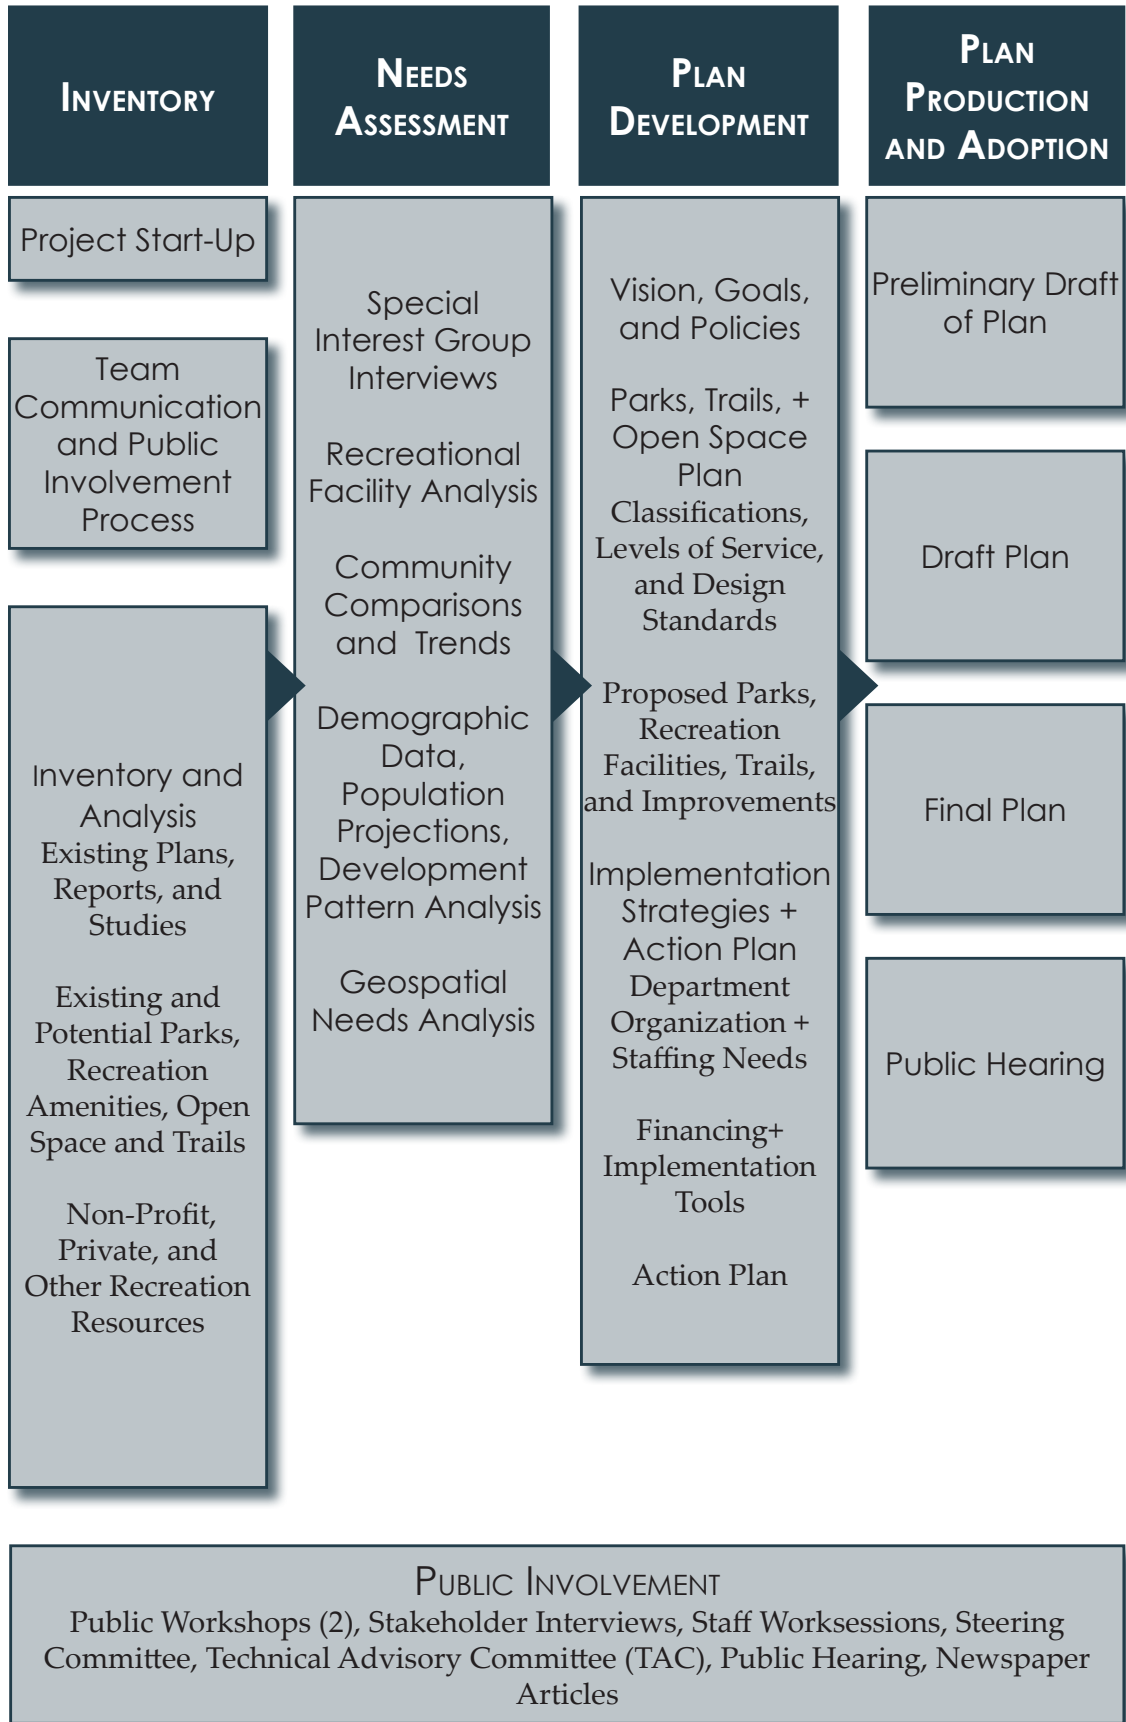 INVENTORY
Project Start-Up
Team
Communication
and Public
Involvement
Process
Inventory and
Analysis
Existing Plans,
Reports, and
Studies
Existing and
Potential Parks,
Recreation
Amenities, Open
Space and Trails
Non-Profit,
Private, and
Other Recreation
Resources
NEEDS
ASSESSMENT
Special
Interest Group
Interviews
Recreational
Facility Analysis
Community
Comparisons
and Trends
Demographic
Data,
Population
Projections,
Development
Pattern Analysis
Geospatial
Needs Analysis
PLAN
DEVELOPMENT
Vision, Goals,
and Policies
Parks, Trails, +
Open Space
Plan
Classifications,
Levels of Service,
and Design
Standards
Proposed Parks,
Recreation
Facilities, Trails,
and Improvements
Implementation
Strategies +
Action Plan
Department
Organization +
Staffing Needs
Financing+
Implementation
Tools
Action Plan
PLAN
PRODUCTION
AND ADOPTION
Preliminary Draft
of Plan
Draft Plan
Final Plan
Public Hearing
PUBLIC INVOLVEMENT
Public Workshops (2), Stakeholder Interviews, Staff Worksessions, Steering
Committee, Technical Advisory Committee (TAC), Public Hearing, Newspaper
Articles